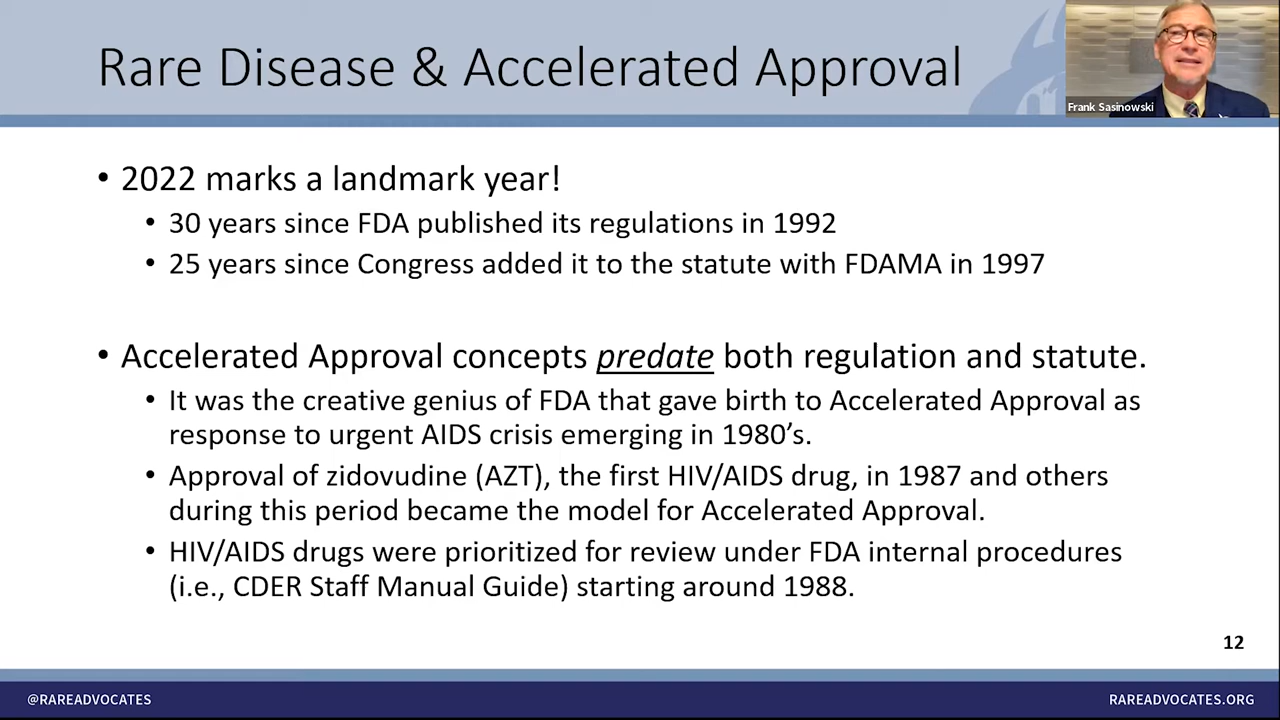 Rare Disease & Accelerated Approval
Frank Sasinowski
• 2022 marks a landmark year!
• 30 years since FDA published its regulations in 1992
• 25 years since Congress added it to the statute with FDAMA in 1997
• Accelerated Approval concepts predate both regulation and statute.
• It was the creative genius of FDA that gave birth to Accelerated Approval as
response to urgent AIDS crisis emerging in 1980’s.
• Approval of zidovudine (AZT), the first HIV/AIDS drug, in 1987 and others
during this period became the model for Accelerated Approval.
• HIV/AIDS drugs were prioritized for review under FDA internal procedures
(i.e., CDER Staff Manual Guide) starting around 1988.
12
@RAREADVOCATES
RAREADVOCATES.ORG